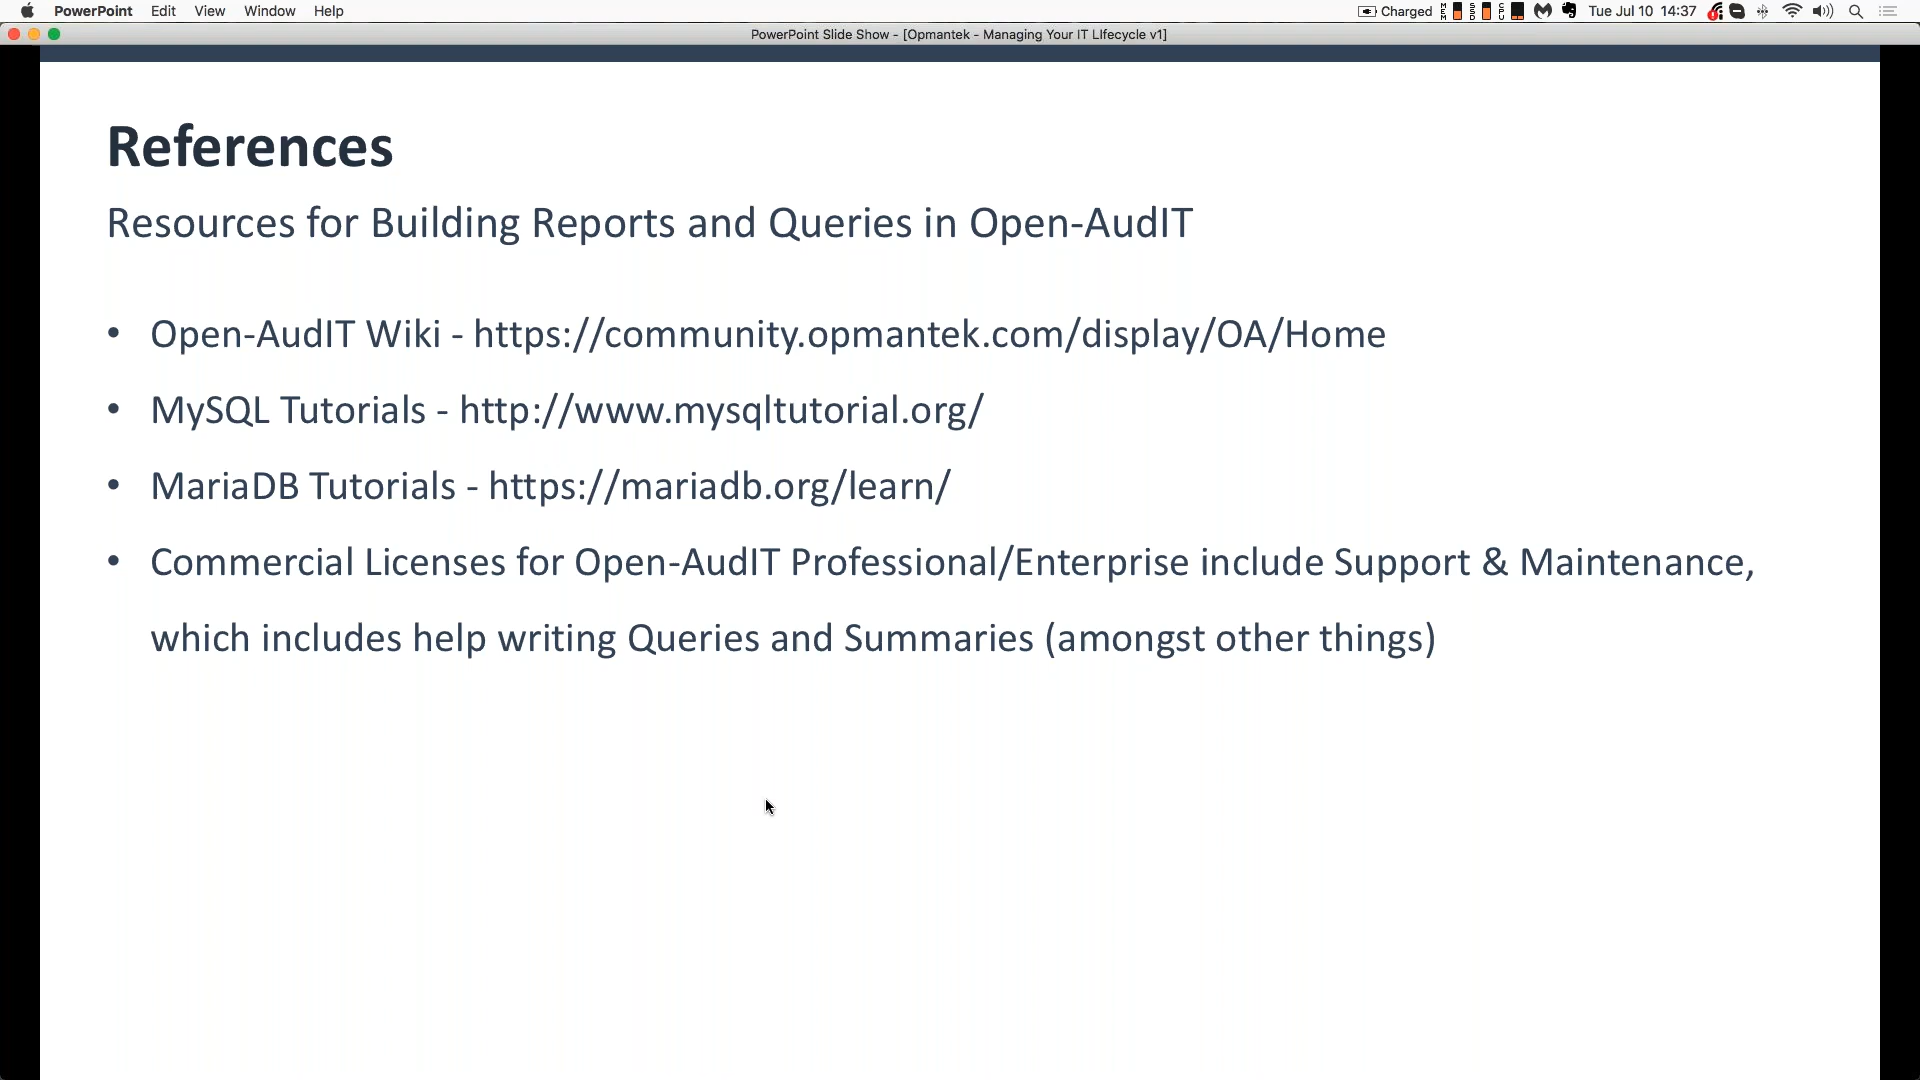 PowerPoint Edit View Window Help Charged MEM SSD CPU Tue Jul 10 14:37
PowerPoint Slide Show - [Opmantek - Managing Your IT LIfecycle v1]
References
Resources for Building Reports and Queries in Open-AudIT
• Open-AudIT Wiki - https://community.opmantek.com/display/OA/Home
• MySQL Tutorials - http://www.mysqltutorial.org/
• MariaDB Tutorials - https://mariadb.org/learn/
• Commercial Licenses for Open-AudIT Professional/Enterprise include Support & Maintenance,
which includes help writing Queries and Summaries (amongst other things)